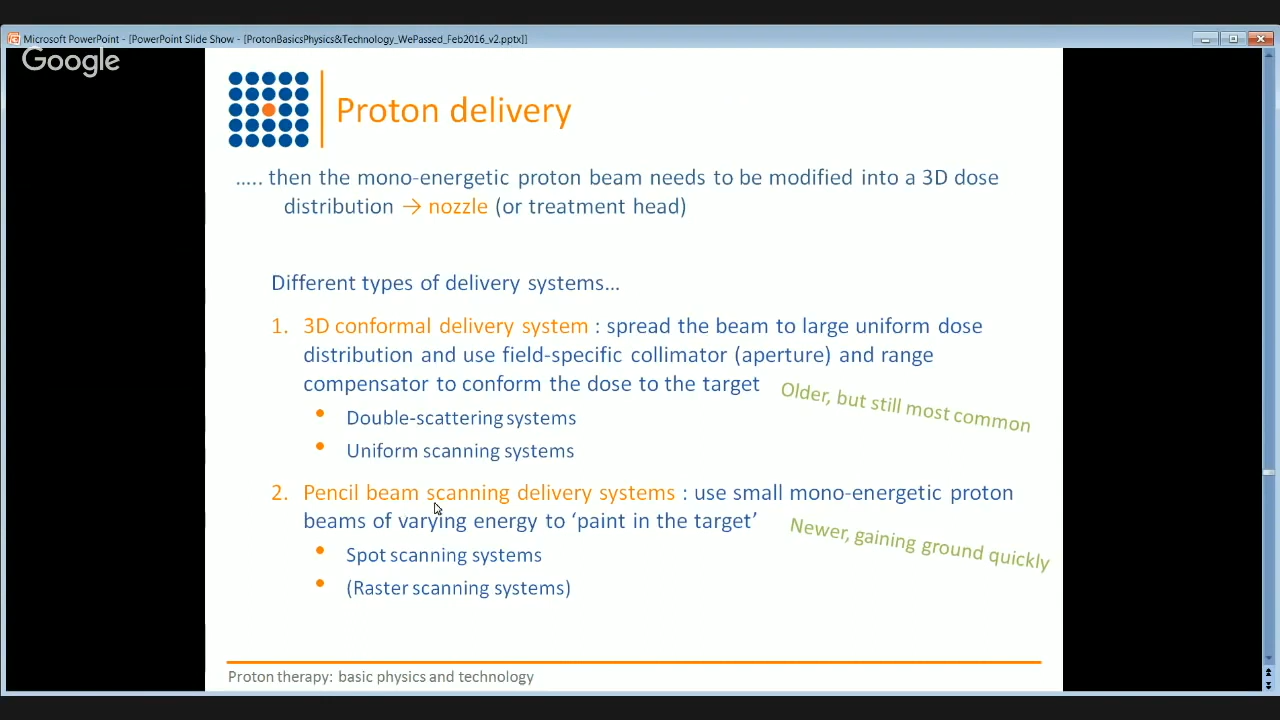 Microsoft PowerPoint - [PowerPoint Slide Show - [ProtonBasicsPhysics&Technology_WePassed_Feb2016_v2.pptx]]
Google
Proton delivery
….. then the mono-energetic proton beam needs to be modified into a 3D dose
distribution → nozzle (or treatment head)
Different types of delivery systems…
1. 3D conformal delivery system : spread the beam to large uniform dose
distribution and use field-specific collimator (aperture) and range
compensator to conform the dose to the target
Older, but still most common
• Double-scattering systems
• Uniform scanning systems
2. Pencil beam scanning delivery systems : use small mono-energetic proton
beams of varying energy to ‘paint in the target’
Newer, gaining ground quickly
• Spot scanning systems
• (Raster scanning systems)
Proton therapy: basic physics and technology